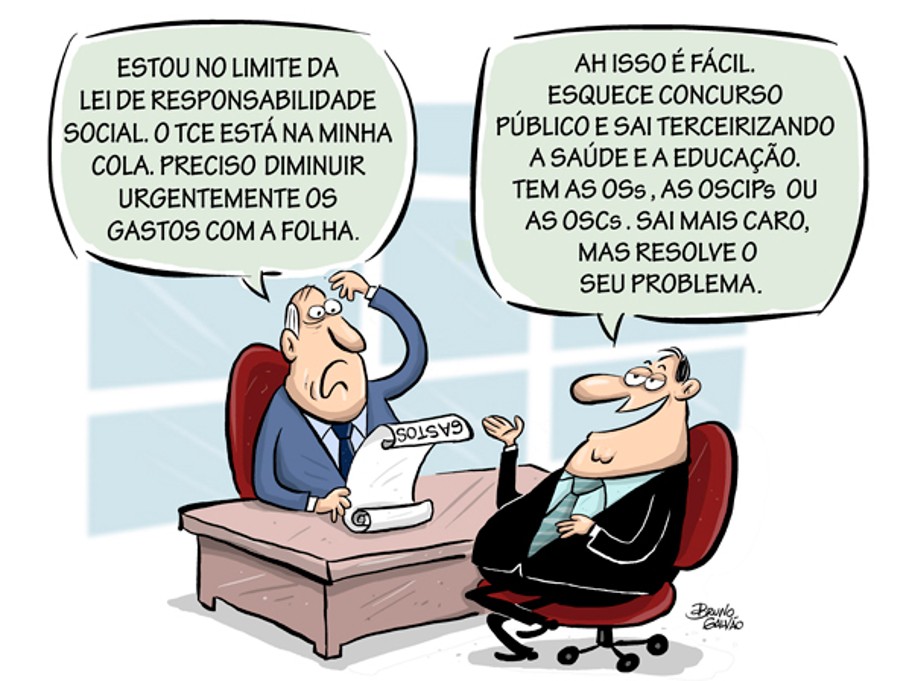 ESTOU NO LIMITE DA
LEI DE RESPONSABILIDADE
SOCIAL. O TCE ESTÁ NA MINHA
COLA. PRECISO DIMINUIR
URGENTEMENTE OS
GASTOS COM A FOLHA.
AH ISSO É FÁCIL.
ESQUECE CONCURSO
PÚBLICO E SAI TERCEIRIZANDO
A SAÚDE E A EDUCAÇÃO.
TEM AS OSs, AS OSCIPs OU
AS OSCs. SAI MAIS CARO,
MAS RESOLVE O
SEU PROBLEMA.
GASTOS
BRUNO
GALVÃO